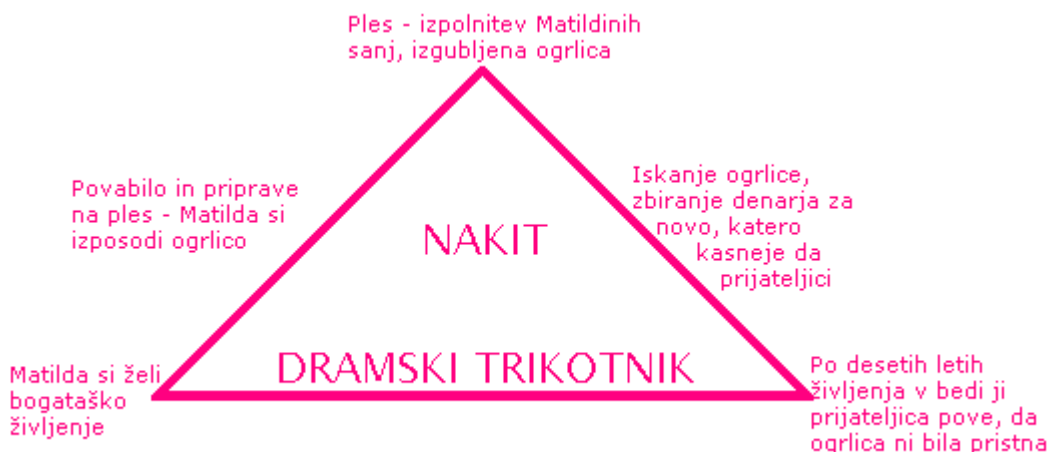 Ples - izpolnitev Matildinih
sanj, izgubljena ogrlica
Povabilo in priprave
na ples - Matilda si
izposodi ogrlico
Iskanje ogrlice,
zbiranje denarja za
novo, katero
kasneje da
prijateljici
NAKIT
DRAMSKI TRIKOTNIK
Matilda si želi
bogataško
življenje
Po desetih letih
življenja v bedi ji
prijateljica pove, da
ogrlica ni bila pristna